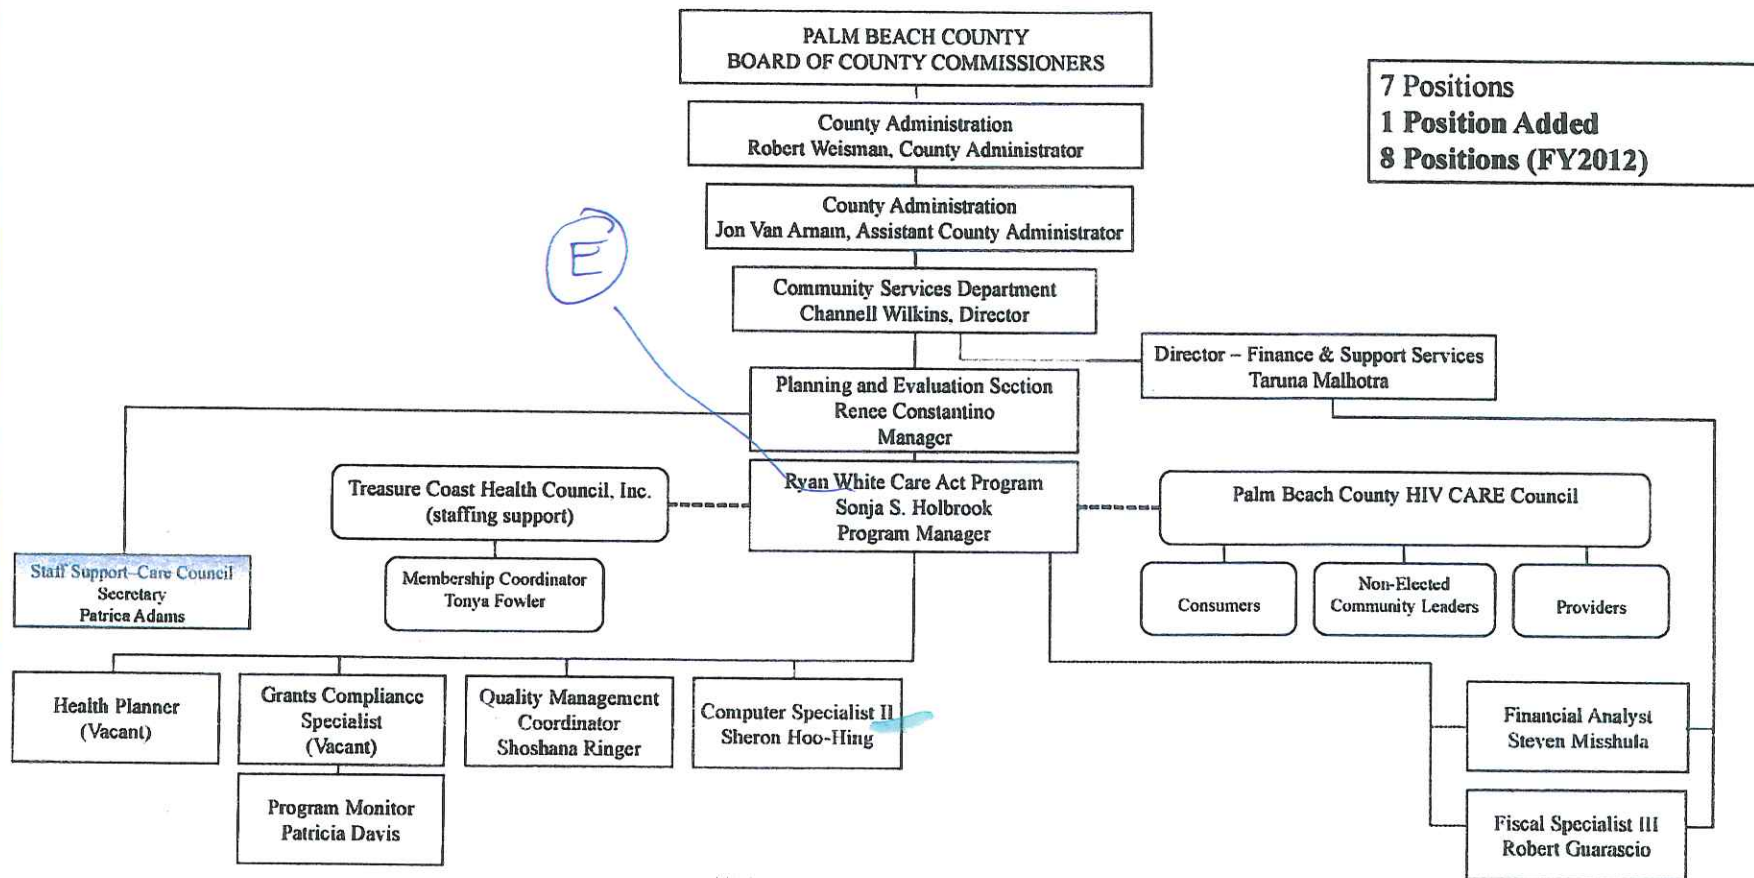 PALM BEACH COUNTY
BOARD OF COUNTY COMMISSIONERS
7 Positions
1 Position Added
8 Positions (FY2012)
County Administration
Robert Weisman, County Administrator
County Administration
Jon Van Arnam, Assistant County Administrator
E
Community Services Department
Channell Wilkins, Director
Director – Finance & Support Services
Taruna Malhotra
Planning and Evaluation Section
Renee Constantino
Manager
Treasure Coast Health Council, Inc.
(staffing support)
Ryan White Care Act Program
Sonja S. Holbrook
Program Manager
Palm Beach County HIV CARE Council
Staff Support–Care Council
Secretary
Patrica Adams
Membership Coordinator
Tonya Fowler
Consumers
Non-Elected
Community Leaders
Providers
Health Planner
(Vacant)
Grants Compliance
Specialist
(Vacant)
Quality Management
Coordinator
Shoshana Ringer
Computer Specialist II
Sheron Hoo-Hing
Financial Analyst
Steven Misshula
Program Monitor
Patricia Davis
Fiscal Specialist III
Robert Guarascio